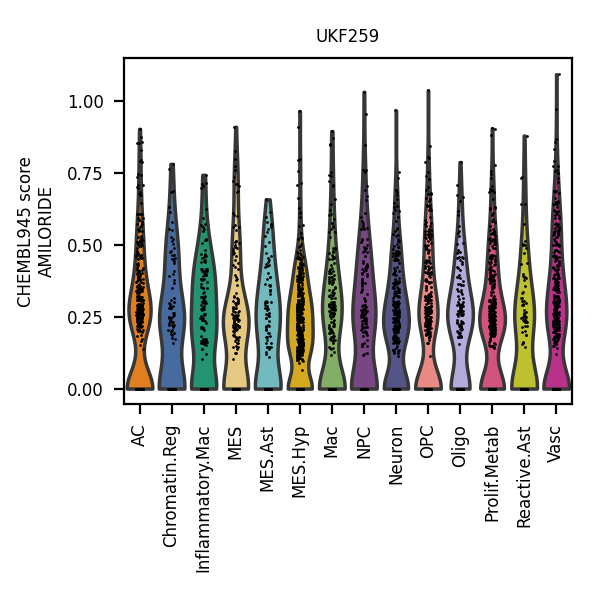 UKF259
CHEMBL945 score
AMILORIDE
1.00
0.75
0.50
0.25
0.00
AC
Chromatin.Reg
Inflammatory.Mac
MES
MES.Ast
MES.Hyp
Mac
NPC
Neuron
OPC
Oligo
Prolif.Metab
Reactive.Ast
Vasc